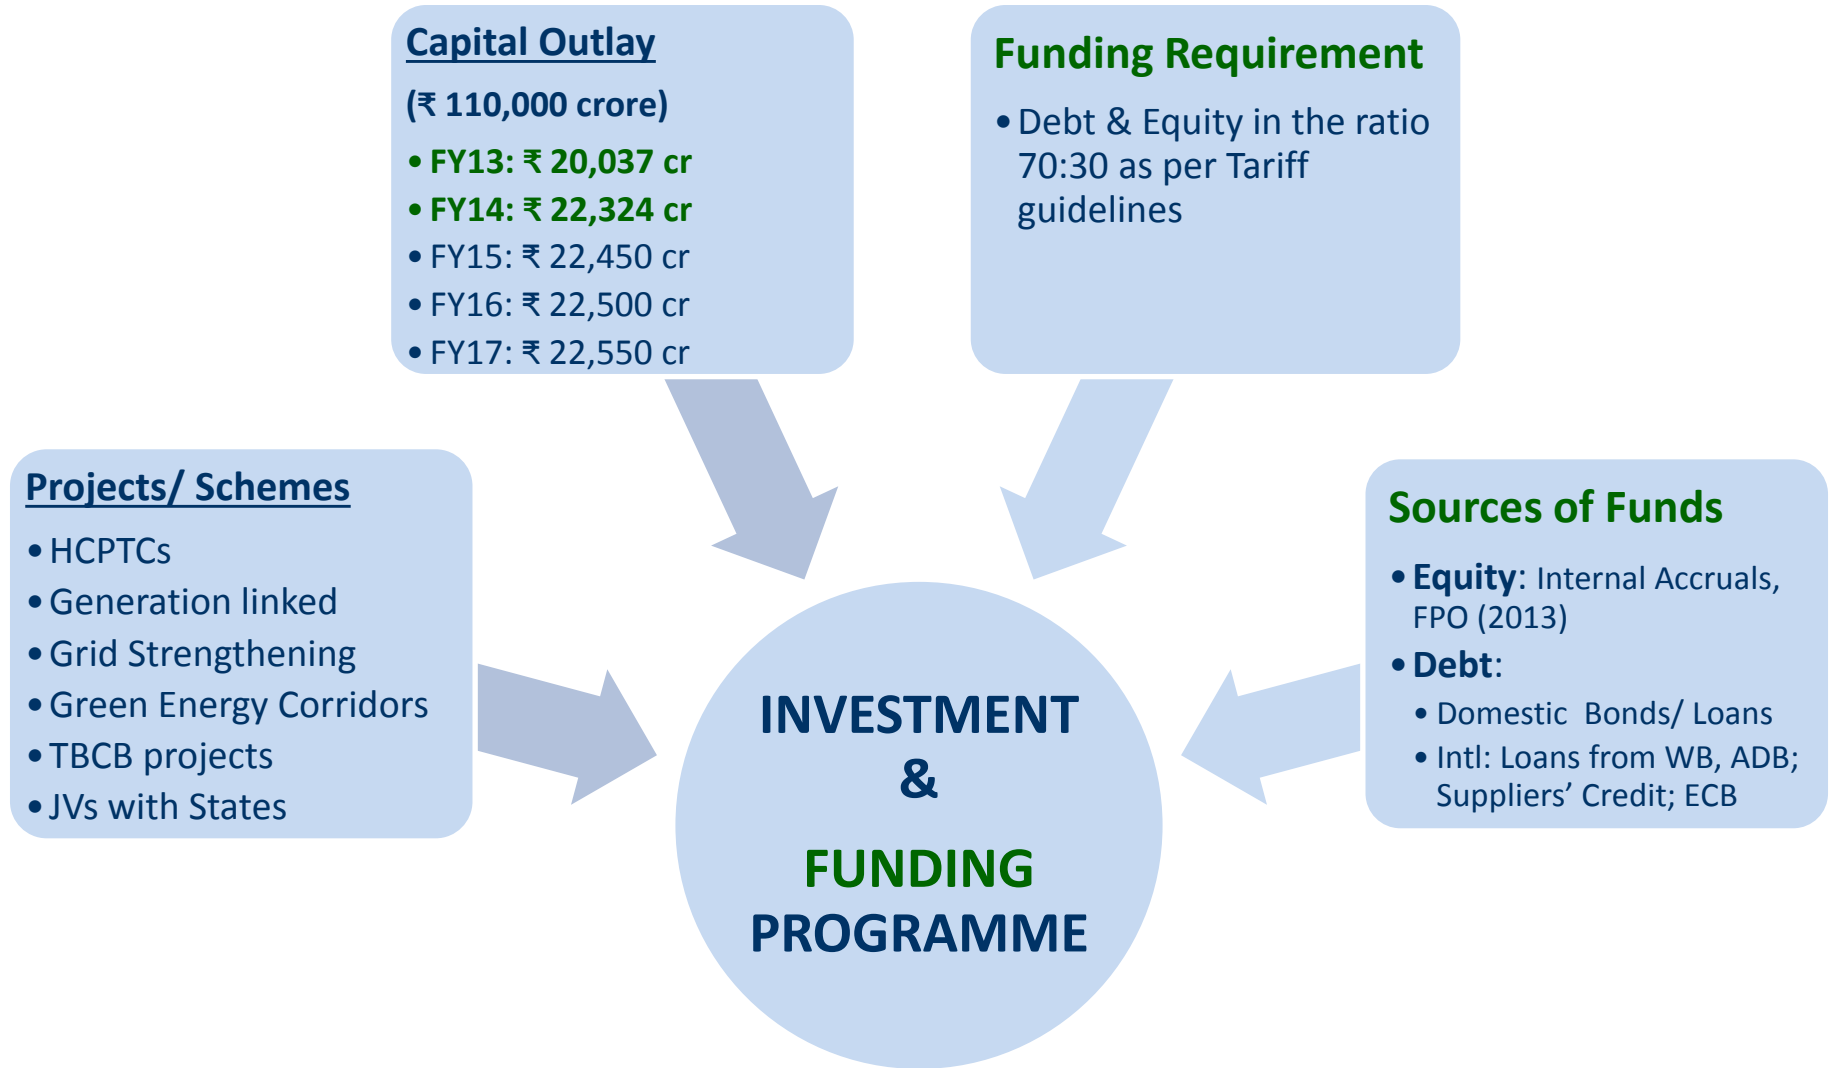 Capital Outlay
(₹ 110,000 crore)
• FY13: ₹ 20,037 cr
• FY14: ₹ 22,324 cr
• FY15: ₹ 22,450 cr
• FY16: ₹ 22,500 cr
• FY17: ₹ 22,550 cr
Funding Requirement
• Debt & Equity in the ratio
70:30 as per Tariff
guidelines
Projects/ Schemes
• HCPTCs
• Generation linked
• Grid Strengthening
• Green Energy Corridors
• TBCB projects
• JVs with States
Sources of Funds
• Equity: Internal Accruals,
FPO (2013)
• Debt:
• Domestic Bonds/ Loans
• Intl: Loans from WB, ADB;
Suppliers’ Credit; ECB
INVESTMENT
&
FUNDING
PROGRAMME